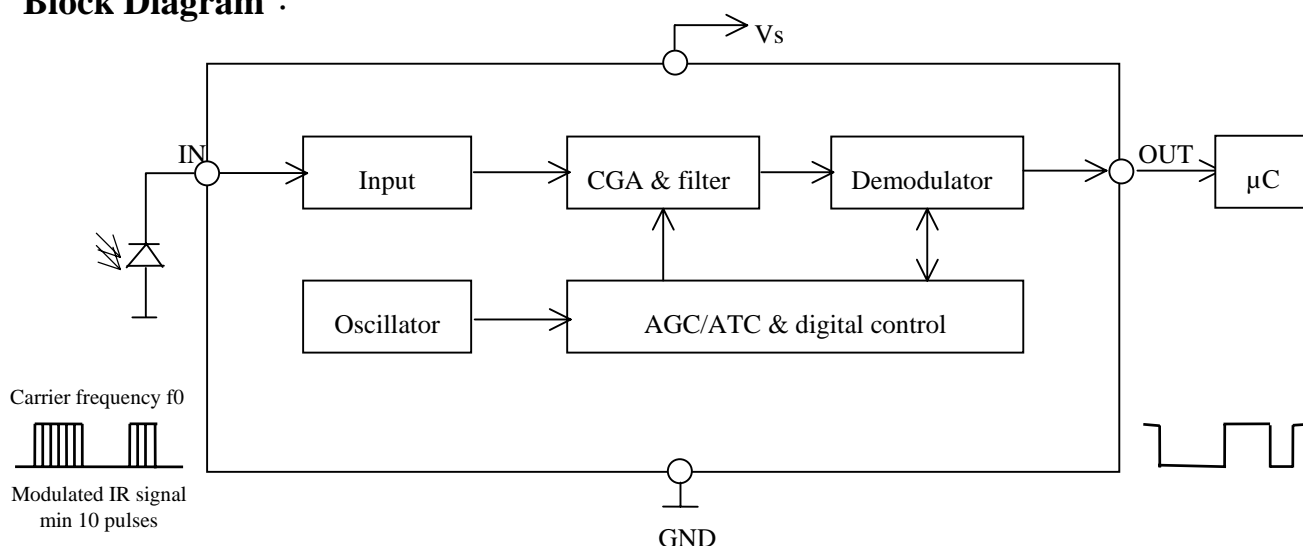 Block Diagram :
Vs
IN
Input
CGA & filter
Demodulator
OUT
µC
Oscillator
AGC/ATC & digital control
Carrier frequency f0
Modulated IR signal
min 10 pulses
GND